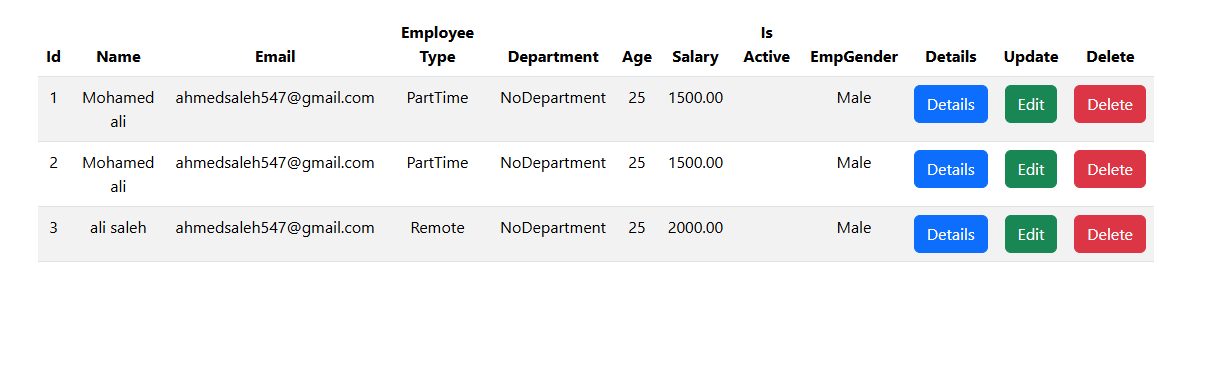 Id Name Email Employee Type Department Age Salary Is Active EmpGender Details Update Delete
1 Mohamed ali ahmedsaleh547@gmail.com PartTime NoDepartment 25 1500.00 Male Details Edit Delete
2 Mohamed ali ahmedsaleh547@gmail.com PartTime NoDepartment 25 1500.00 Male Details Edit Delete
3 ali saleh ahmedsaleh547@gmail.com Remote NoDepartment 25 2000.00 Male Details Edit Delete